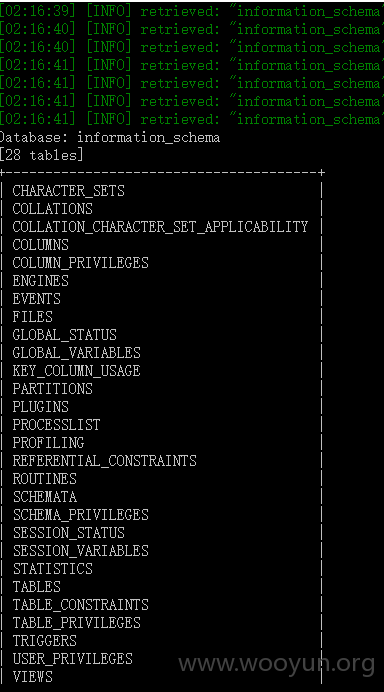 [02:16:39] [INFO] retrieved: "information_schema"
[02:16:40] [INFO] retrieved: "information_schema"
[02:16:40] [INFO] retrieved: "information_schema"
[02:16:41] [INFO] retrieved: "information_schema"
[02:16:41] [INFO] retrieved: "information_schema"
[02:16:41] [INFO] retrieved: "information_schema"
[02:16:41] [INFO] retrieved: "information_schema"
Database: information_schema
[28 tables]
+---------------------------------------+
| CHARACTER_SETS |
| COLLATIONS |
| COLLATION_CHARACTER_SET_APPLICABILITY |
| COLUMNS |
| COLUMN_PRIVILEGES |
| ENGINES |
| EVENTS |
| FILES |
| GLOBAL_STATUS |
| GLOBAL_VARIABLES |
| KEY_COLUMN_USAGE |
| PARTITIONS |
| PLUGINS |
| PROCESSLIST |
| PROFILING |
| REFERENTIAL_CONSTRAINTS |
| ROUTINES |
| SCHEMATA |
| SCHEMA_PRIVILEGES |
| SESSION_STATUS |
| SESSION_VARIABLES |
| STATISTICS |
| TABLES |
| TABLE_CONSTRAINTS |
| TABLE_PRIVILEGES |
| TRIGGERS |
| USER_PRIVILEGES |
| VIEWS |
www.wooyun.org